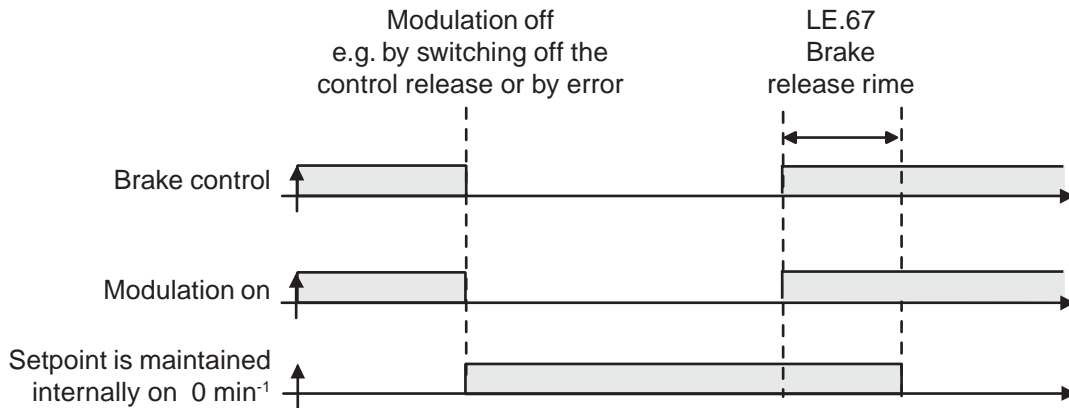 Modulation off
e.g. by switching off the
control release or by error
LE.67
Brake
release rime
Brake control
Modulation on
Setpoint is maintained
internally on 0 min⁻¹